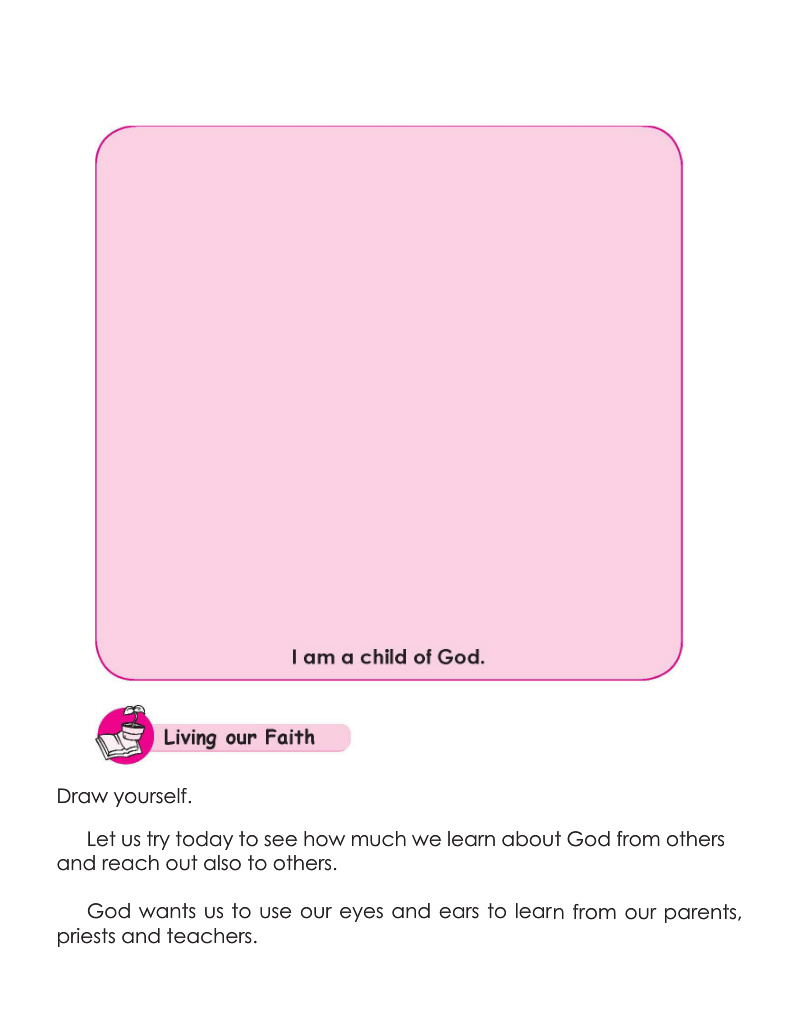 I am a child of God.
Living our Faith
Draw yourself.
Let us try today to see how much we learn about God from others
and reach out also to others.
God wants us to use our eyes and ears to learn from our parents,
priests and teachers.